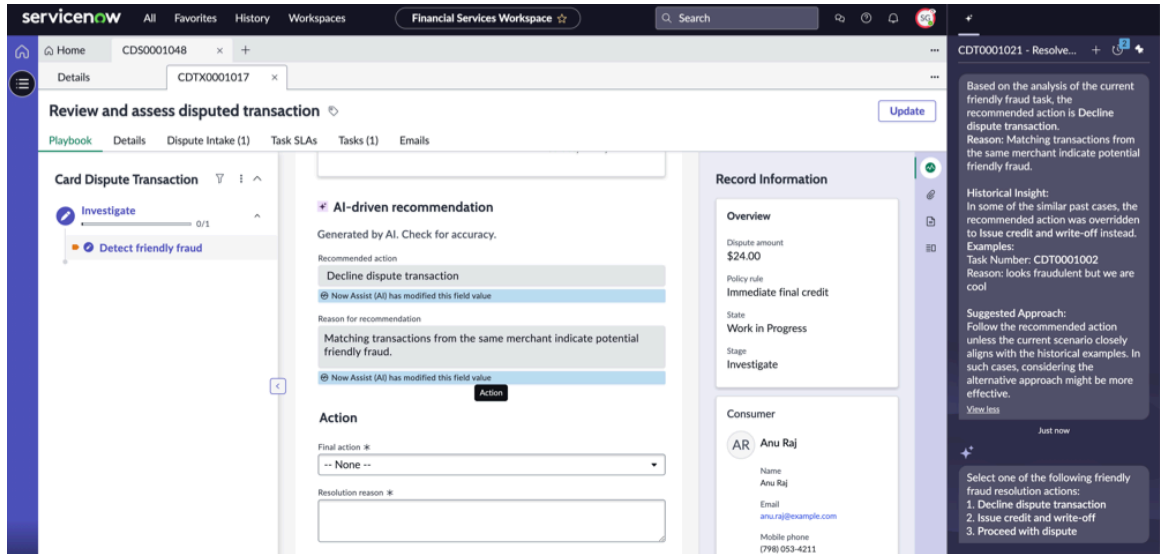 servicenow All Favorites History Workspaces Financial Services Workspace ☆ Search SG
Home CDS0001048 × +
CDT0001021 - Resolve... + 2
Details CDTX0001017 ×
Review and assess disputed transaction Update
Playbook Details Dispute Intake (1) Task SLAs Tasks (1) Emails
Card Dispute Transaction
Investigate
0/1
Detect friendly fraud
AI-driven recommendation
Generated by AI. Check for accuracy.
Recommended action
Decline dispute transaction
Now Assist (AI) has modified this field value
Reason for recommendation
Matching transactions from the same merchant indicate potential
friendly fraud.
Now Assist (AI) has modified this field value
Action
Action
Final action *
-- None --
Resolution reason *
Record Information
Overview
Dispute amount
$24.00
Policy rule
Immediate final credit
State
Work in Progress
Stage
Investigate
Consumer
AR Anu Raj
Name
Anu Raj
Email
anu.raj@example.com
Mobile phone
(798) 053-4211
Based on the analysis of the current
friendly fraud task, the
recommended action is Decline
dispute transaction.
Reason: Matching transactions from
the same merchant indicate potential
friendly fraud.
Historical Insight:
In some of the similar past cases, the
recommended action was overridden
to Issue credit and write-off instead.
Examples:
Task Number: CDT0001002
Reason: looks fraudulent but we are
cool
Suggested Approach:
Follow the recommended action
unless the current scenario closely
aligns with the historical examples. In
such cases, considering the
alternative approach might be more
effective.
View less
Just now
Select one of the following friendly
fraud resolution actions:
1. Decline dispute transaction
2. Issue credit and write-off
3. Proceed with dispute